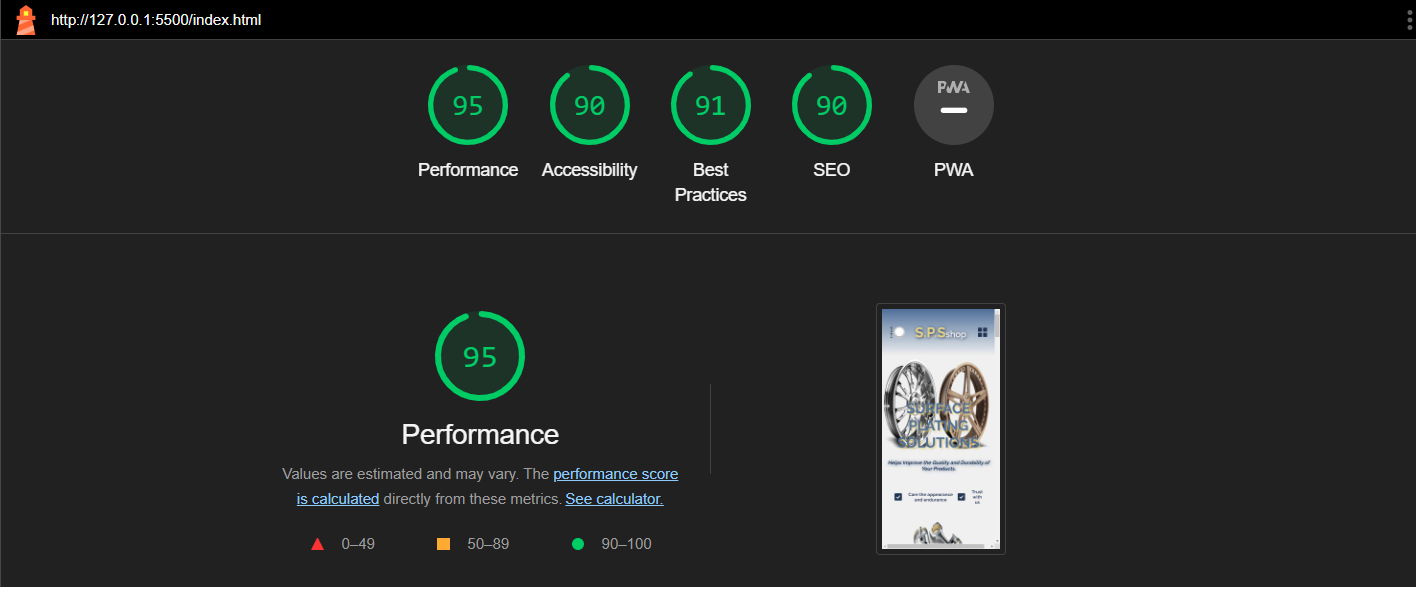 http://127.0.0.1:5500/index.html
95
90
91
90
PWA
Performance
Accessibility
Best
Practices
SEO
PWA
95
Performance
Values are estimated and may vary. The performance score
is calculated directly from these metrics. See calculator.
0–49
50–89
90–100
S.P.Sshop
SURFACE
PLATING
SOLUTIONS
Helps Improve the Quality and Durability of
Your Products.
Care the appearance
and endurance
Trust
with
us